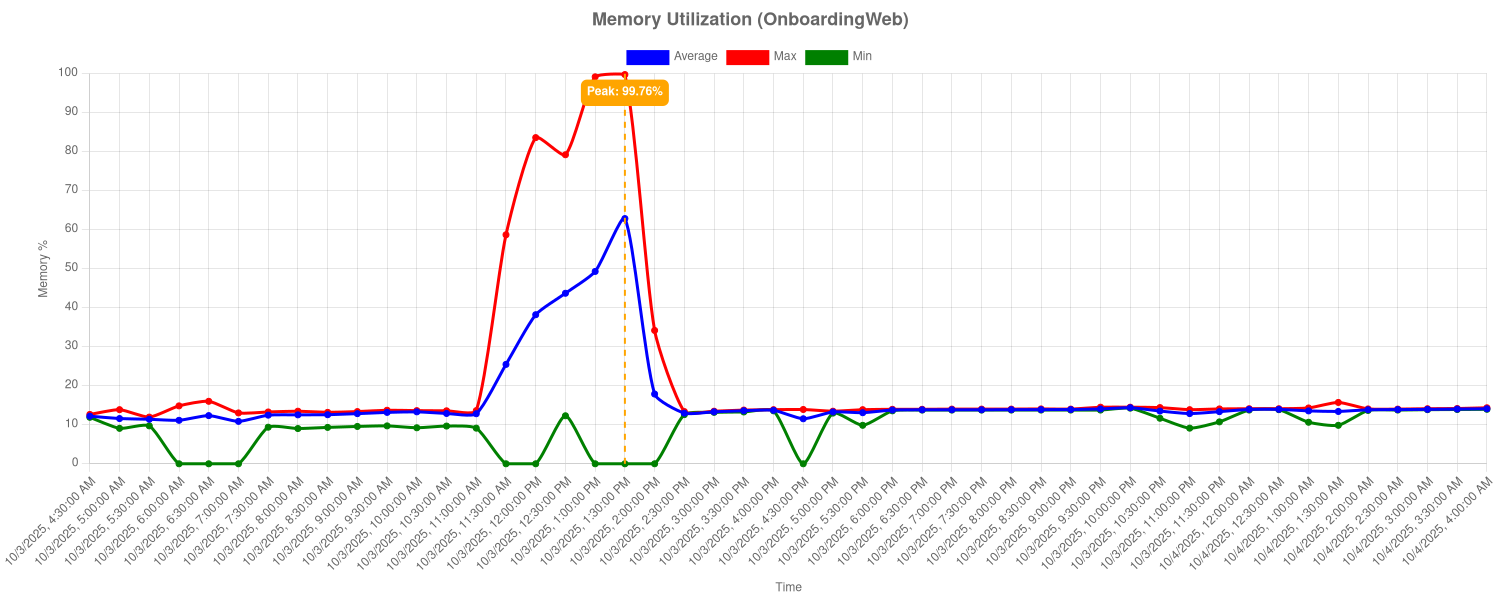 Memory Utilization (OnboardingWeb)
Average Max Min
100
90
80
70
60
50
40
30
20
10
0
Memory %
Peak: 99.76%
10/3/2025, 4:30:00 AM
10/3/2025, 5:00:00 AM
10/3/2025, 5:30:00 AM
10/3/2025, 6:00:00 AM
10/3/2025, 6:30:00 AM
10/3/2025, 7:00:00 AM
10/3/2025, 7:30:00 AM
10/3/2025, 8:00:00 AM
10/3/2025, 8:30:00 AM
10/3/2025, 9:00:00 AM
10/3/2025, 9:30:00 AM
10/3/2025, 10:00:00 AM
10/3/2025, 10:30:00 AM
10/3/2025, 11:00:00 AM
10/3/2025, 11:30:00 AM
10/3/2025, 12:00:00 PM
10/3/2025, 12:30:00 PM
10/3/2025, 1:00:00 PM
10/3/2025, 1:30:00 PM
10/3/2025, 2:00:00 PM
10/3/2025, 2:30:00 PM
10/3/2025, 3:00:00 PM
10/3/2025, 3:30:00 PM
10/3/2025, 4:00:00 PM
10/3/2025, 4:30:00 PM
10/3/2025, 5:00:00 PM
10/3/2025, 5:30:00 PM
10/3/2025, 6:00:00 PM
10/3/2025, 6:30:00 PM
10/3/2025, 7:00:00 PM
10/3/2025, 7:30:00 PM
10/3/2025, 8:00:00 PM
10/3/2025, 8:30:00 PM
10/3/2025, 9:00:00 PM
10/3/2025, 9:30:00 PM
10/3/2025, 10:00:00 PM
10/3/2025, 10:30:00 PM
10/3/2025, 11:00:00 PM
10/3/2025, 11:30:00 PM
10/4/2025, 12:00:00 AM
10/4/2025, 12:30:00 AM
10/4/2025, 1:00:00 AM
10/4/2025, 1:30:00 AM
10/4/2025, 2:00:00 AM
10/4/2025, 2:30:00 AM
10/4/2025, 3:00:00 AM
10/4/2025, 3:30:00 AM
10/4/2025, 4:00:00 AM
Time